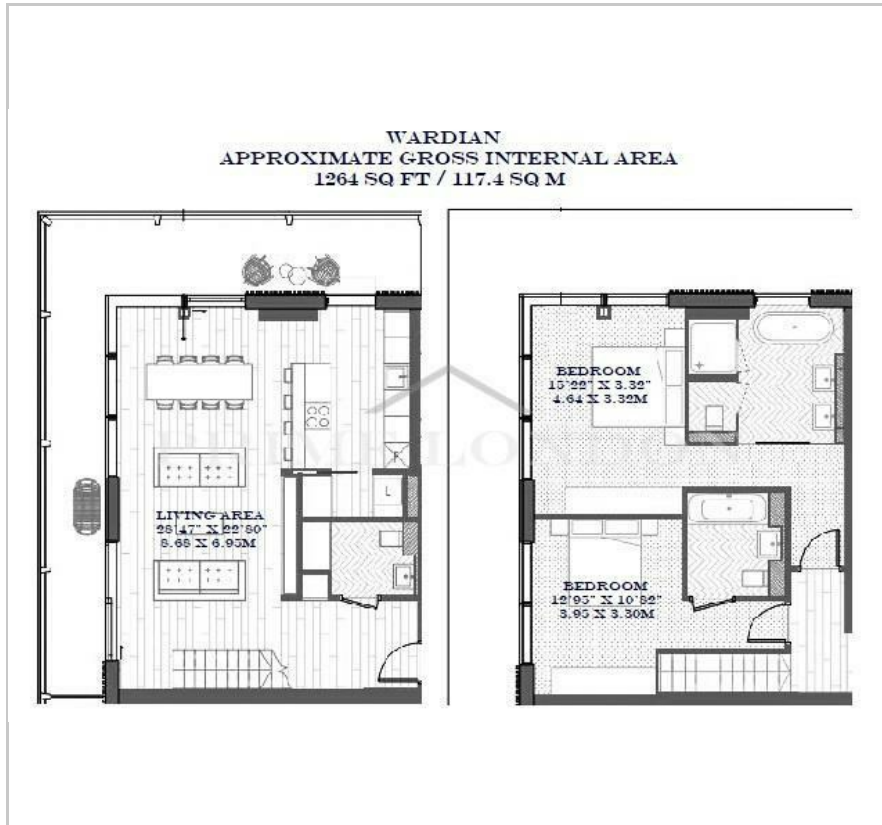 WARDIAN
APPROXIMATE GROSS INTERNAL AREA
1264 SQ FT / 117.4 SQ M
LIVING AREA
28'47" X 22'80"
8.68 X 6.95M
L
F
BEDROOM
15'22" X 3.32"
4.64 X 3.32M
BEDROOM
12'95" X 10'82"
3.95 X 3.30M
LONDON